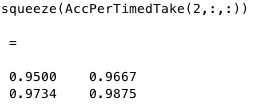 squeeze(AccPerTimedTake(2,:,:))
=
0.9500 0.9667
0.9734 0.9875